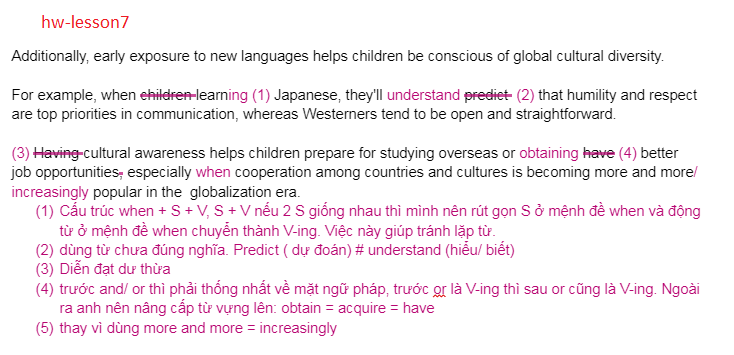 hw-lesson7
Additionally, early exposure to new languages helps children be conscious of global cultural diversity.
For example, when children learning (1) Japanese, they'll understand predict (2) that humility and respect
are top priorities in communication, whereas Westerners tend to be open and straightforward.
(3) Having cultural awareness helps children prepare for studying overseas or obtaining have (4) better
job opportunities, especially when cooperation among countries and cultures is becoming more and more/
increasingly popular in the globalization era.
(1) Cấu trúc when + S + V, S + V nếu 2 S giống nhau thì mình nên rút gọn S ở mệnh đề when và động
từ ở mệnh đề when chuyển thành V-ing. Việc này giúp tránh lặp từ.
(2) dùng từ chưa đúng nghĩa. Predict ( dự đoán) # understand (hiểu/ biết)
(3) Diễn đạt dư thừa
(4) trước and/ or thì phải thống nhất về mặt ngữ pháp, trước or là V-ing thì sau or cũng là V-ing. Ngoài
ra anh nên nâng cấp từ vựng lên: obtain = acquire = have
(5) thay vì dùng more and more = increasingly